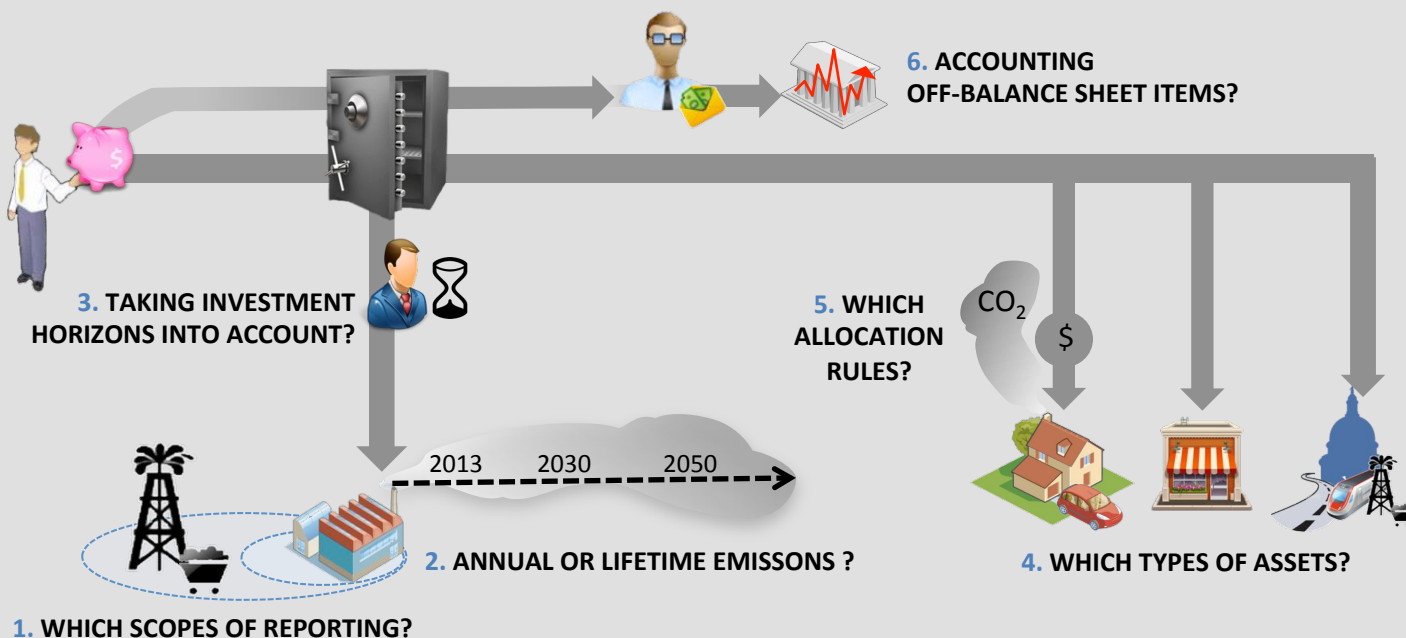 6. ACCOUNTING
OFF-BALANCE SHEET ITEMS?
$
3. TAKING INVESTMENT
HORIZONS INTO ACCOUNT?
5. WHICH
ALLOCATION
RULES?
CO₂
$
2013 2030 2050
2. ANNUAL OR LIFETIME EMISSONS ?
4. WHICH TYPES OF ASSETS?
1. WHICH SCOPES OF REPORTING?